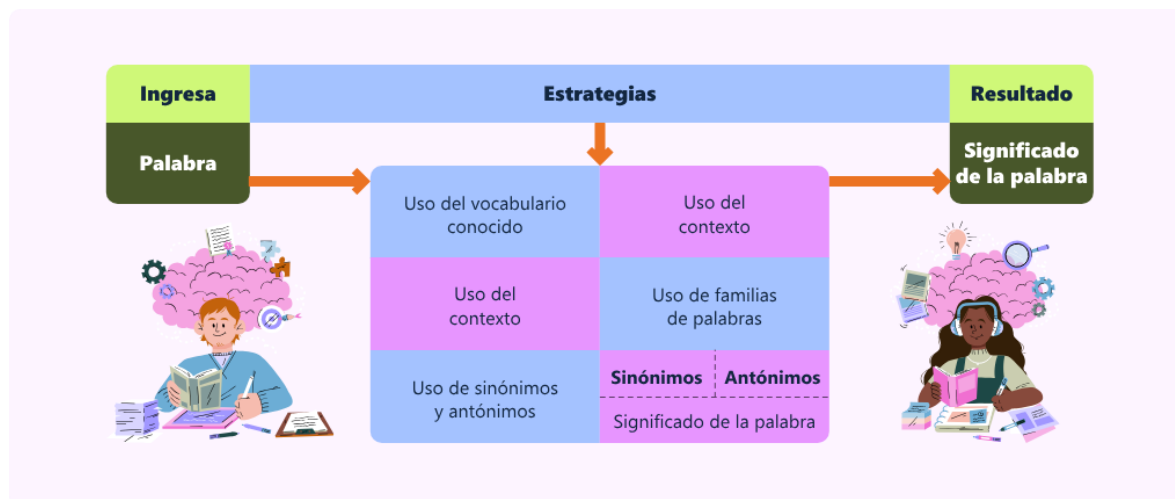 Ingresa
Estrategias
Resultado
Palabra
Significado
de la palabra
Uso del vocabulario
conocido
Uso del
contexto
Uso del
contexto
Uso de familias
de palabras
Uso de sinónimos
y antónimos
Sinónimos
Antónimos
Significado de la palabra